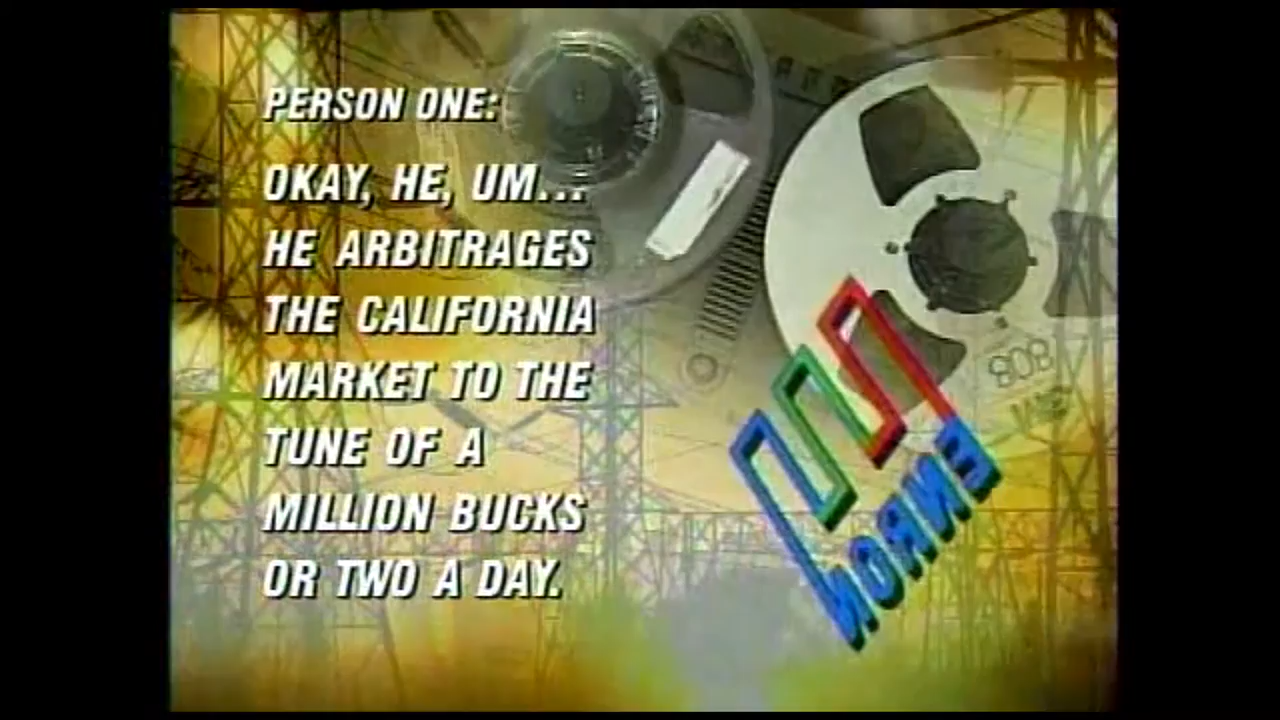 PERSON ONE:
OKAY, HE, UM...
HE ARBITRAGES
THE CALIFORNIA
MARKET TO THE
TUNE OF A
MILLION BUCKS
OR TWO A DAY.
808
ENRON